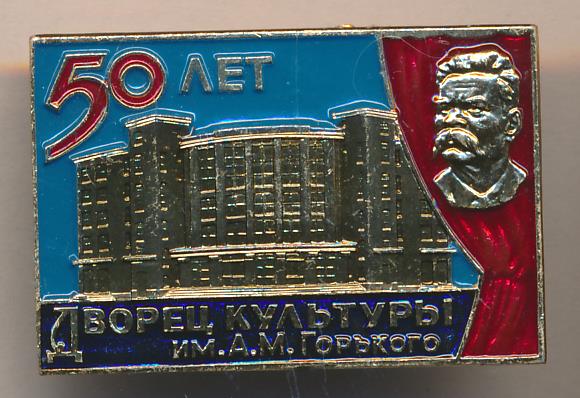 50 ЛЕТ
ДВОРЕЦ КУЛЬТУРЫ
ИМ. А.М. ГОРЬКОГО